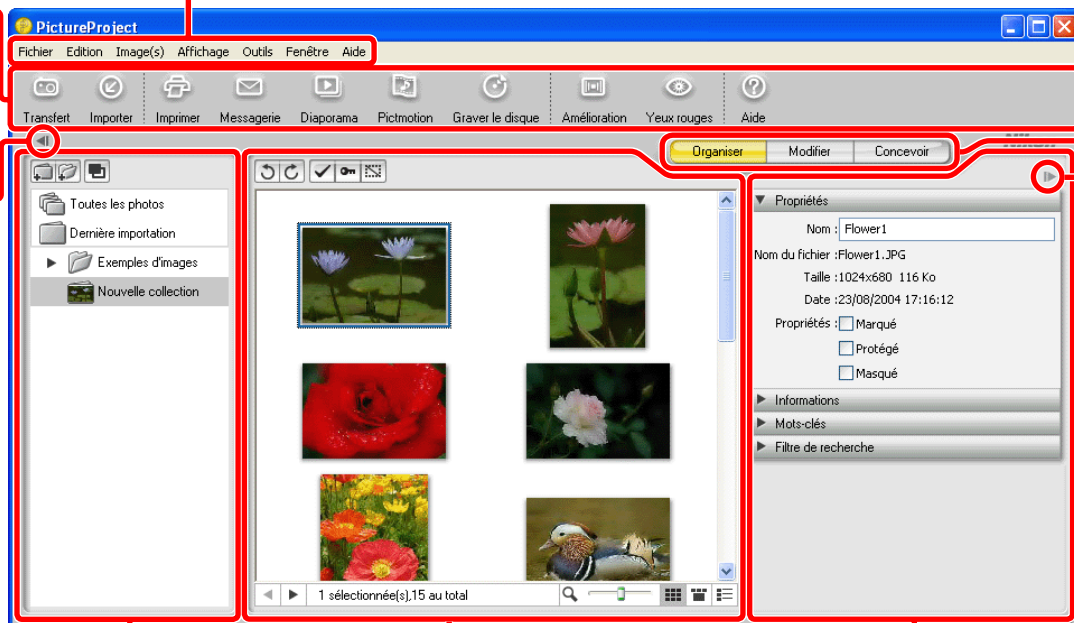 PictureProject
Fichier Edition Image(s) Affichage Outils Fenêtre Aide
Transfert Importer Imprimer Messagerie Diaporama Pictmotion Graver le disque Amélioration Yeux rouges Aide
Organiser Modifier Concevoir
Toutes les photos
Dernière importation
Exemples d'images
Nouvelle collection
1 sélectionnée(s),15 au total
Propriétés
Nom : Flower1
Nom du fichier :Flower1.JPG
Taille :1024x680 116 Ko
Date :23/08/2004 17:16:12
Propriétés : Marqué
Protégé
Masqué
Informations
Mots-clés
Filtre de recherche